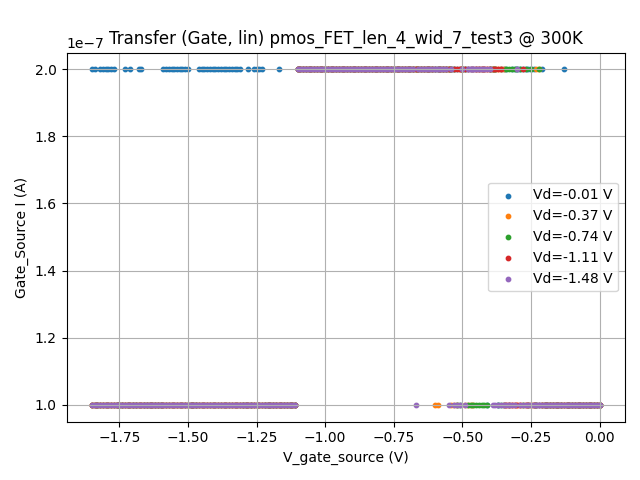 Transfer (Gate, lin) pmos_FET_len_4_wid_7_test3 @ 300K
1e−7
2.0
1.8
1.6
1.4
1.2
1.0
Gate_Source I (A)
Vd=-0.01 V
Vd=-0.37 V
Vd=-0.74 V
Vd=-1.11 V
Vd=-1.48 V
−1.75 −1.50 −1.25 −1.00 −0.75 −0.50 −0.25 0.00
V_gate_source (V)